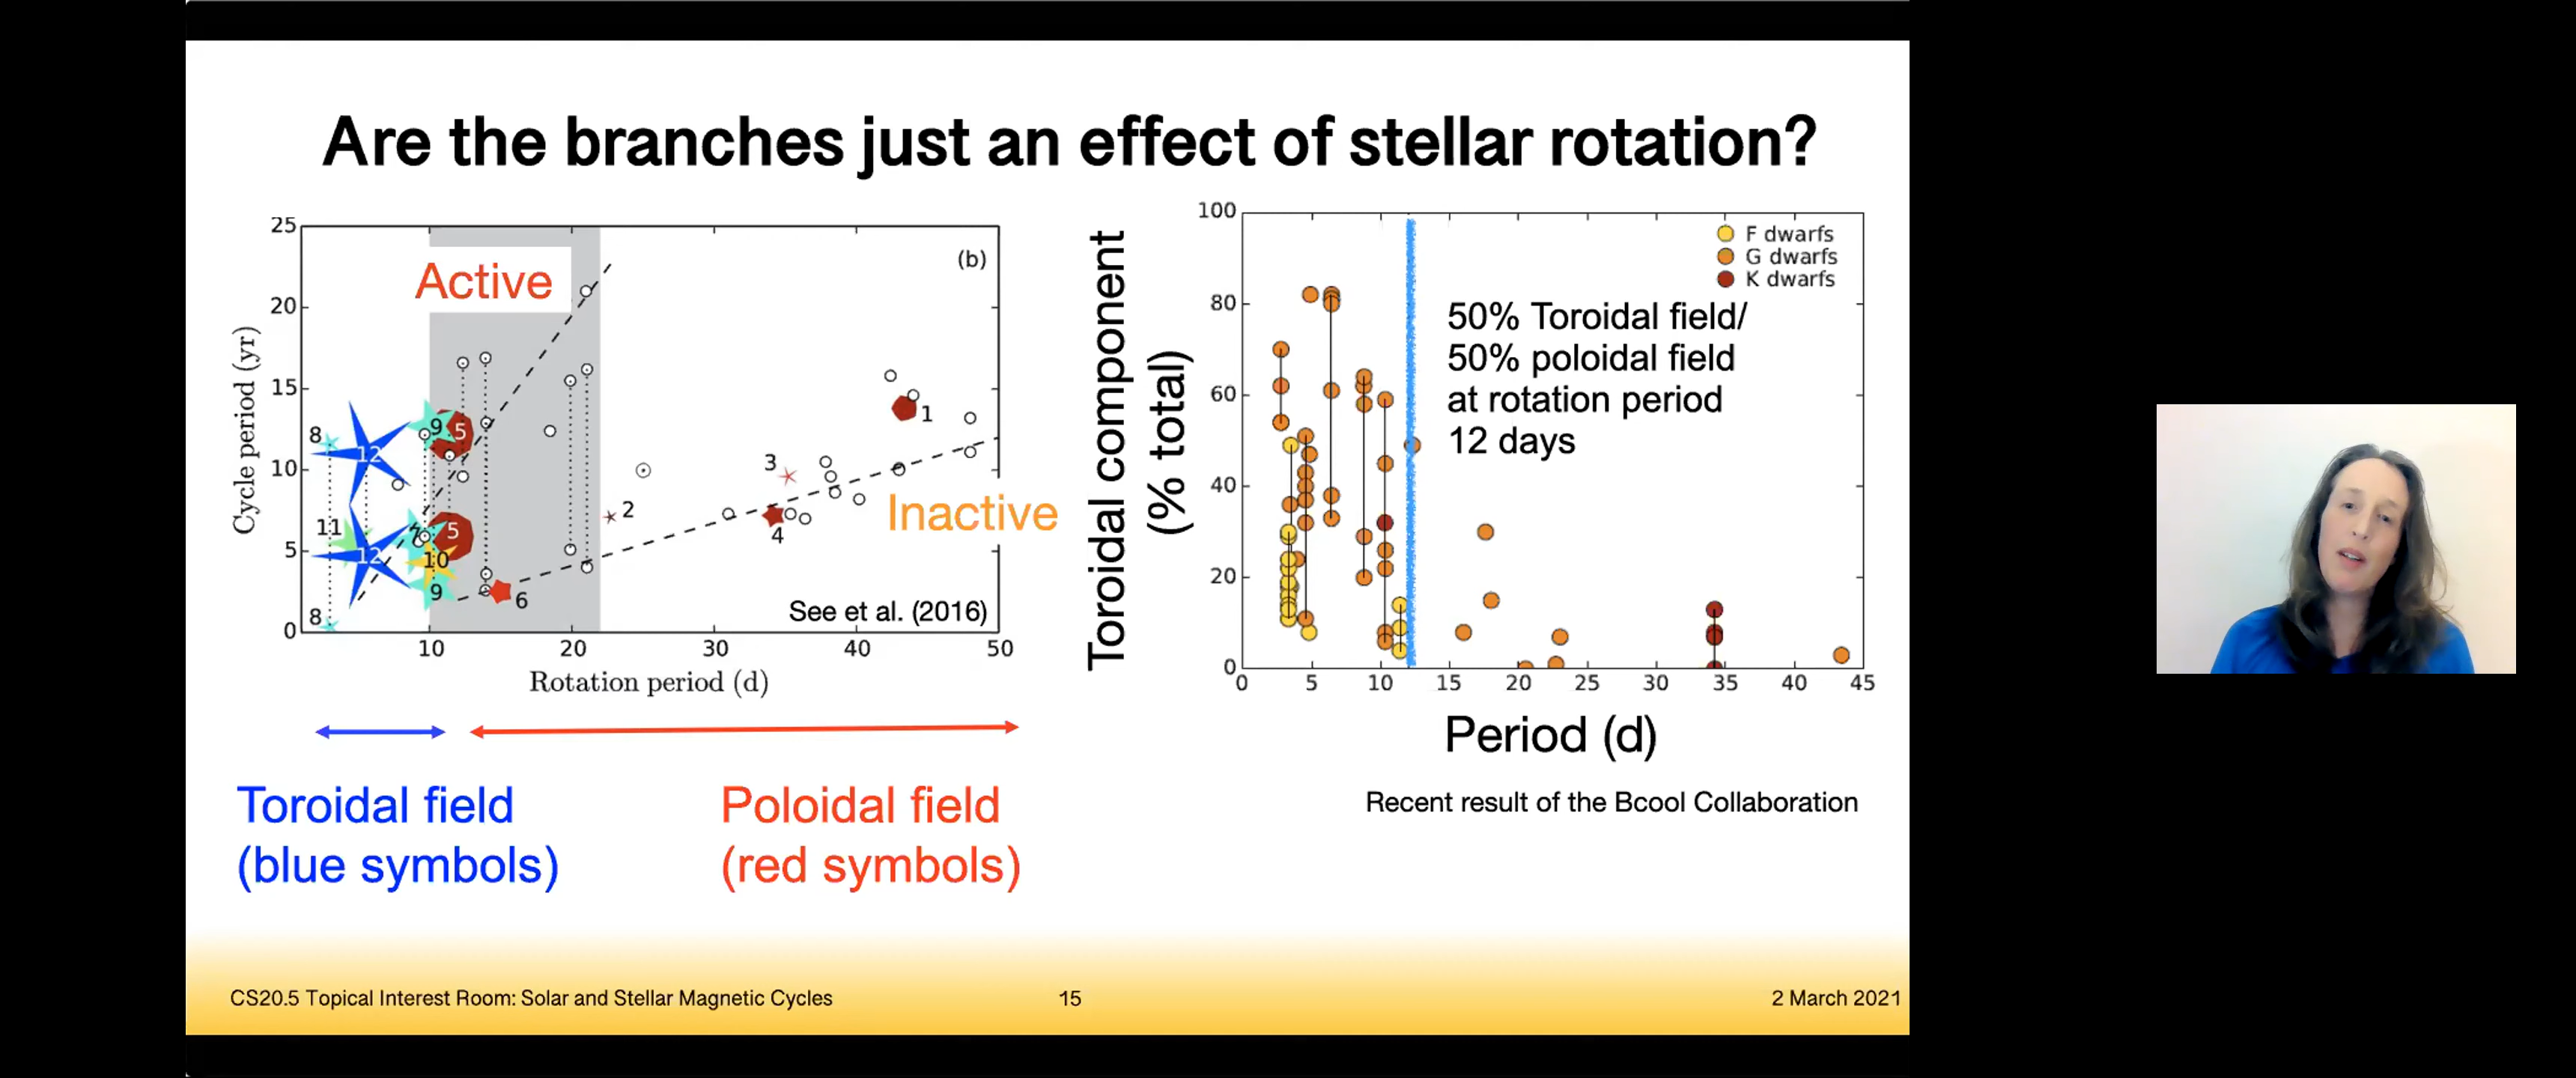 Are the branches just an effect of stellar rotation?
25
20
15
10
5
0
Cycle period (yr)
Active
(b)
8
9
5
12
1
3
2
4
Inactive
11
7
5
12
10
9
6
8
See et al. (2016)
10 20 30 40 50
Rotation period (d)
Toroidal field
(blue symbols)
Poloidal field
(red symbols)
Toroidal component
(% total)
100
80
60
40
20
0
F dwarfs
G dwarfs
K dwarfs
50% Toroidal field/
50% poloidal field
at rotation period
12 days
0 5 10 15 20 25 30 35 40 45
Period (d)
Recent result of the Bcool Collaboration
CS20.5 Topical Interest Room: Solar and Stellar Magnetic Cycles
15
2 March 2021